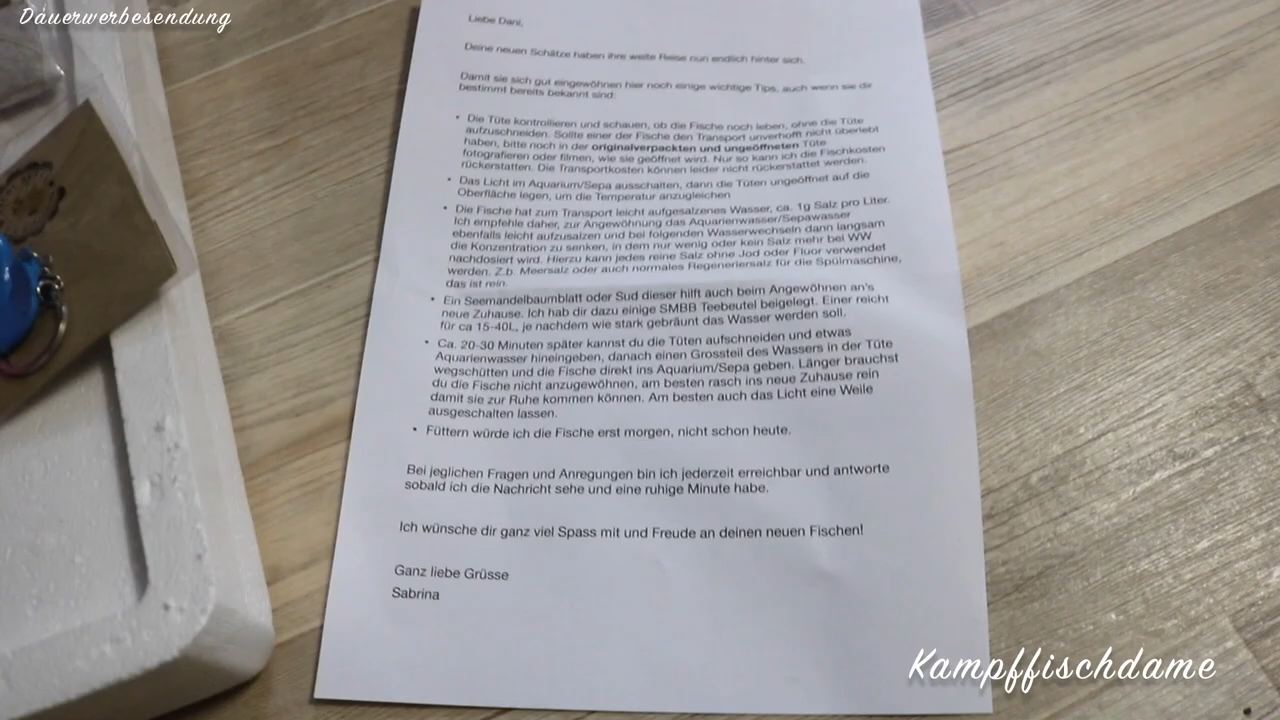 Dauerwerbesendung
Liebe Dani,
Deine neuen Schätze haben ihre weite Reise nun endlich hinter sich.
Damit sie sich gut eingewöhnen hier noch einige wichtige Tips, auch wenn sie dir
bestimmt bereits bekannt sind:
• Die Tüte kontrollieren und schauen, ob die Fische noch leben, ohne die Tüte
aufzuschneiden. Sollte einer der Fische den Transport unverhofft nicht überlebt
haben, bitte noch in der originalverpackten und ungeöffneten Tüte
fotografieren oder filmen, wie sie geöffnet wird. Nur so kann ich die Fischkosten
rückerstatten. Die Transportkosten können leider nicht rückerstattet werden.
• Das Licht im Aquarium/Sepa ausschalten, dann die Tüten ungeöffnet auf die
Oberfläche legen, um die Temperatur anzugleichen
• Die Fische hat zum Transport leicht aufgesalzenes Wasser, ca. 1g Salz pro Liter.
Ich empfehle daher, zur Angewöhnung das Aquarienwasser/Sepawasser
ebenfalls leicht aufzusalzen und bei folgenden Wasserwechseln dann langsam
die Konzentration zu senken, in dem nur wenig oder kein Salz mehr bei WW
nachdosiert wird. Hierzu kann jedes reine Salz ohne Jod oder Fluor verwendet
werden. Z.b. Meersalz oder auch normales Regeneriersalz für die Spülmaschine,
das ist rein.
• Ein Seemandelbaumblatt oder Sud dieser hilft auch beim Angewöhnen an's
neue Zuhause. Ich hab dir dazu einige SMBB Teebeutel beigelegt. Einer reicht
für ca 15-40L, je nachdem wie stark gebräunt das Wasser werden soll.
• Ca. 20-30 Minuten später kannst du die Tüten aufschneiden und etwas
Aquarienwasser hineingeben, danach einen Grossteil des Wassers in der Tüte
wegschütten und die Fische direkt ins Aquarium/Sepa geben. Länger brauchst
du die Fische nicht anzugewöhnen, am besten rasch ins neue Zuhause rein
damit sie zur Ruhe kommen können. Am besten auch das Licht eine Weile
ausgeschalten lassen.
• Füttern würde ich die Fische erst morgen, nicht schon heute.
Bei jeglichen Fragen und Anregungen bin ich jederzeit erreichbar und antworte
sobald ich die Nachricht sehe und eine ruhige Minute habe.
Ich wünsche dir ganz viel Spass mit und Freude an deinen neuen Fischen!
Ganz liebe Grüsse
Sabrina
Kampffischdame